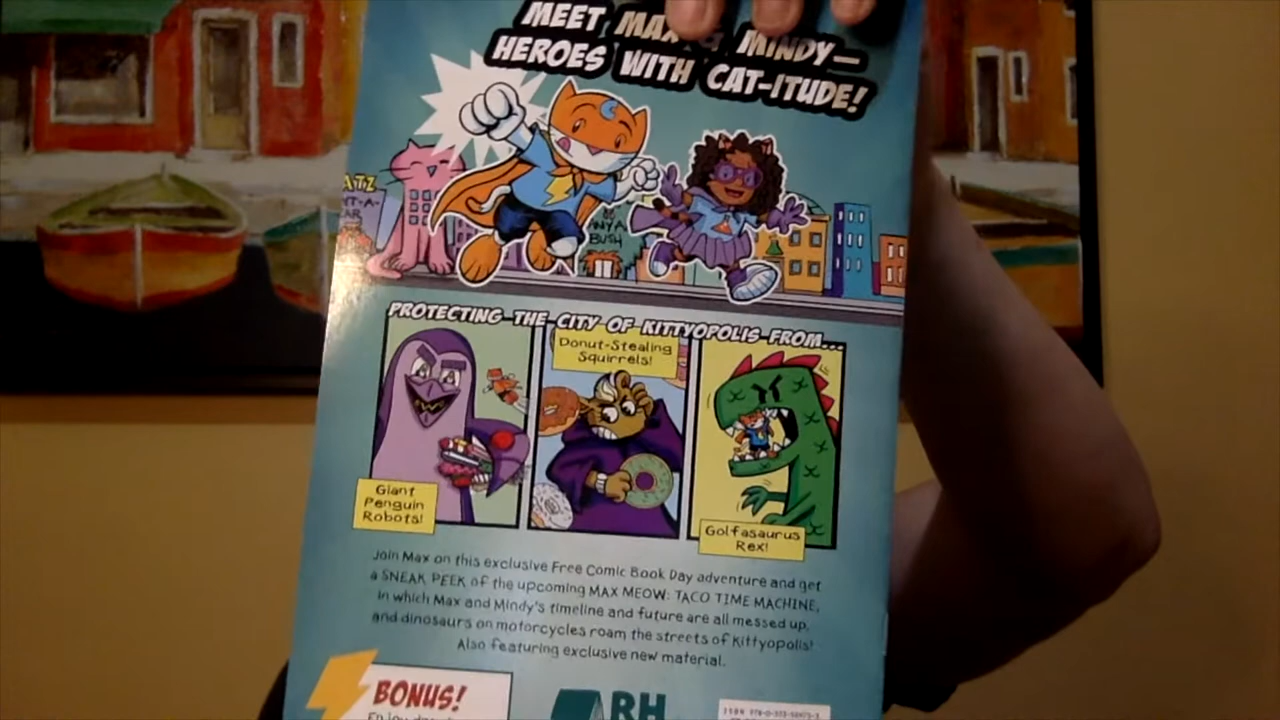 MEET MAX & MINDY—
HEROES WITH CAT-ITUDE!
PROTECTING THE CITY OF KITTYOPOLIS FROM...
Giant
Penguin
Robots!
Donut-Stealing
Squirrels!
Golfasaurus
Rex!
Join Max on this exclusive Free Comic Book Day adventure and get
a SNEAK PEEK of the upcoming MAX MEOW: TACO TIME MACHINE,
in which Max and Mindy's timeline and future are all messed up,
and dinosaurs on motorcycles roam the streets of Kittyopolis!
Also featuring exclusive new material.
BONUS!
RH